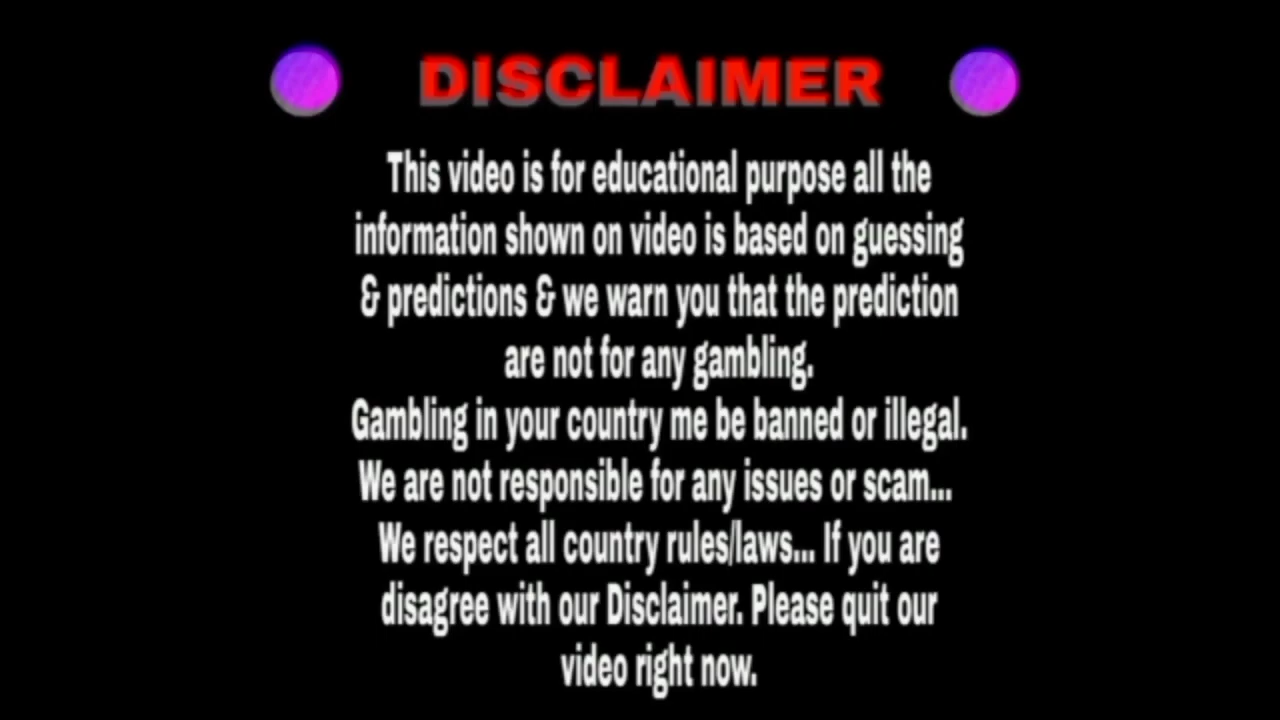 DISCLAIMER
This video is for educational purpose all the
information shown on video is based on guessing
& predictions & we warn you that the prediction
are not for any gambling.
Gambling in your country me be banned or illegal.
We are not responsible for any issues or scam...
We respect all country rules/laws... If you are
disagree with our Disclaimer. Please quit our
video right now.